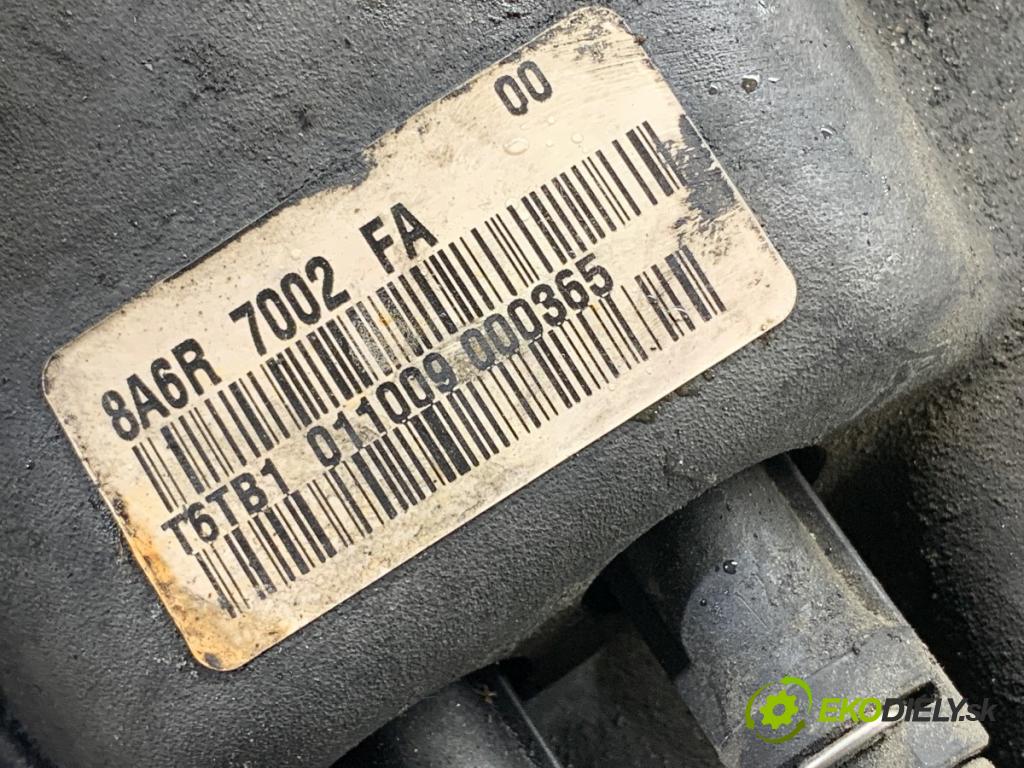 00
8A6R 7002 FA
T6TB1 011009 000365
EKODIELY.sk